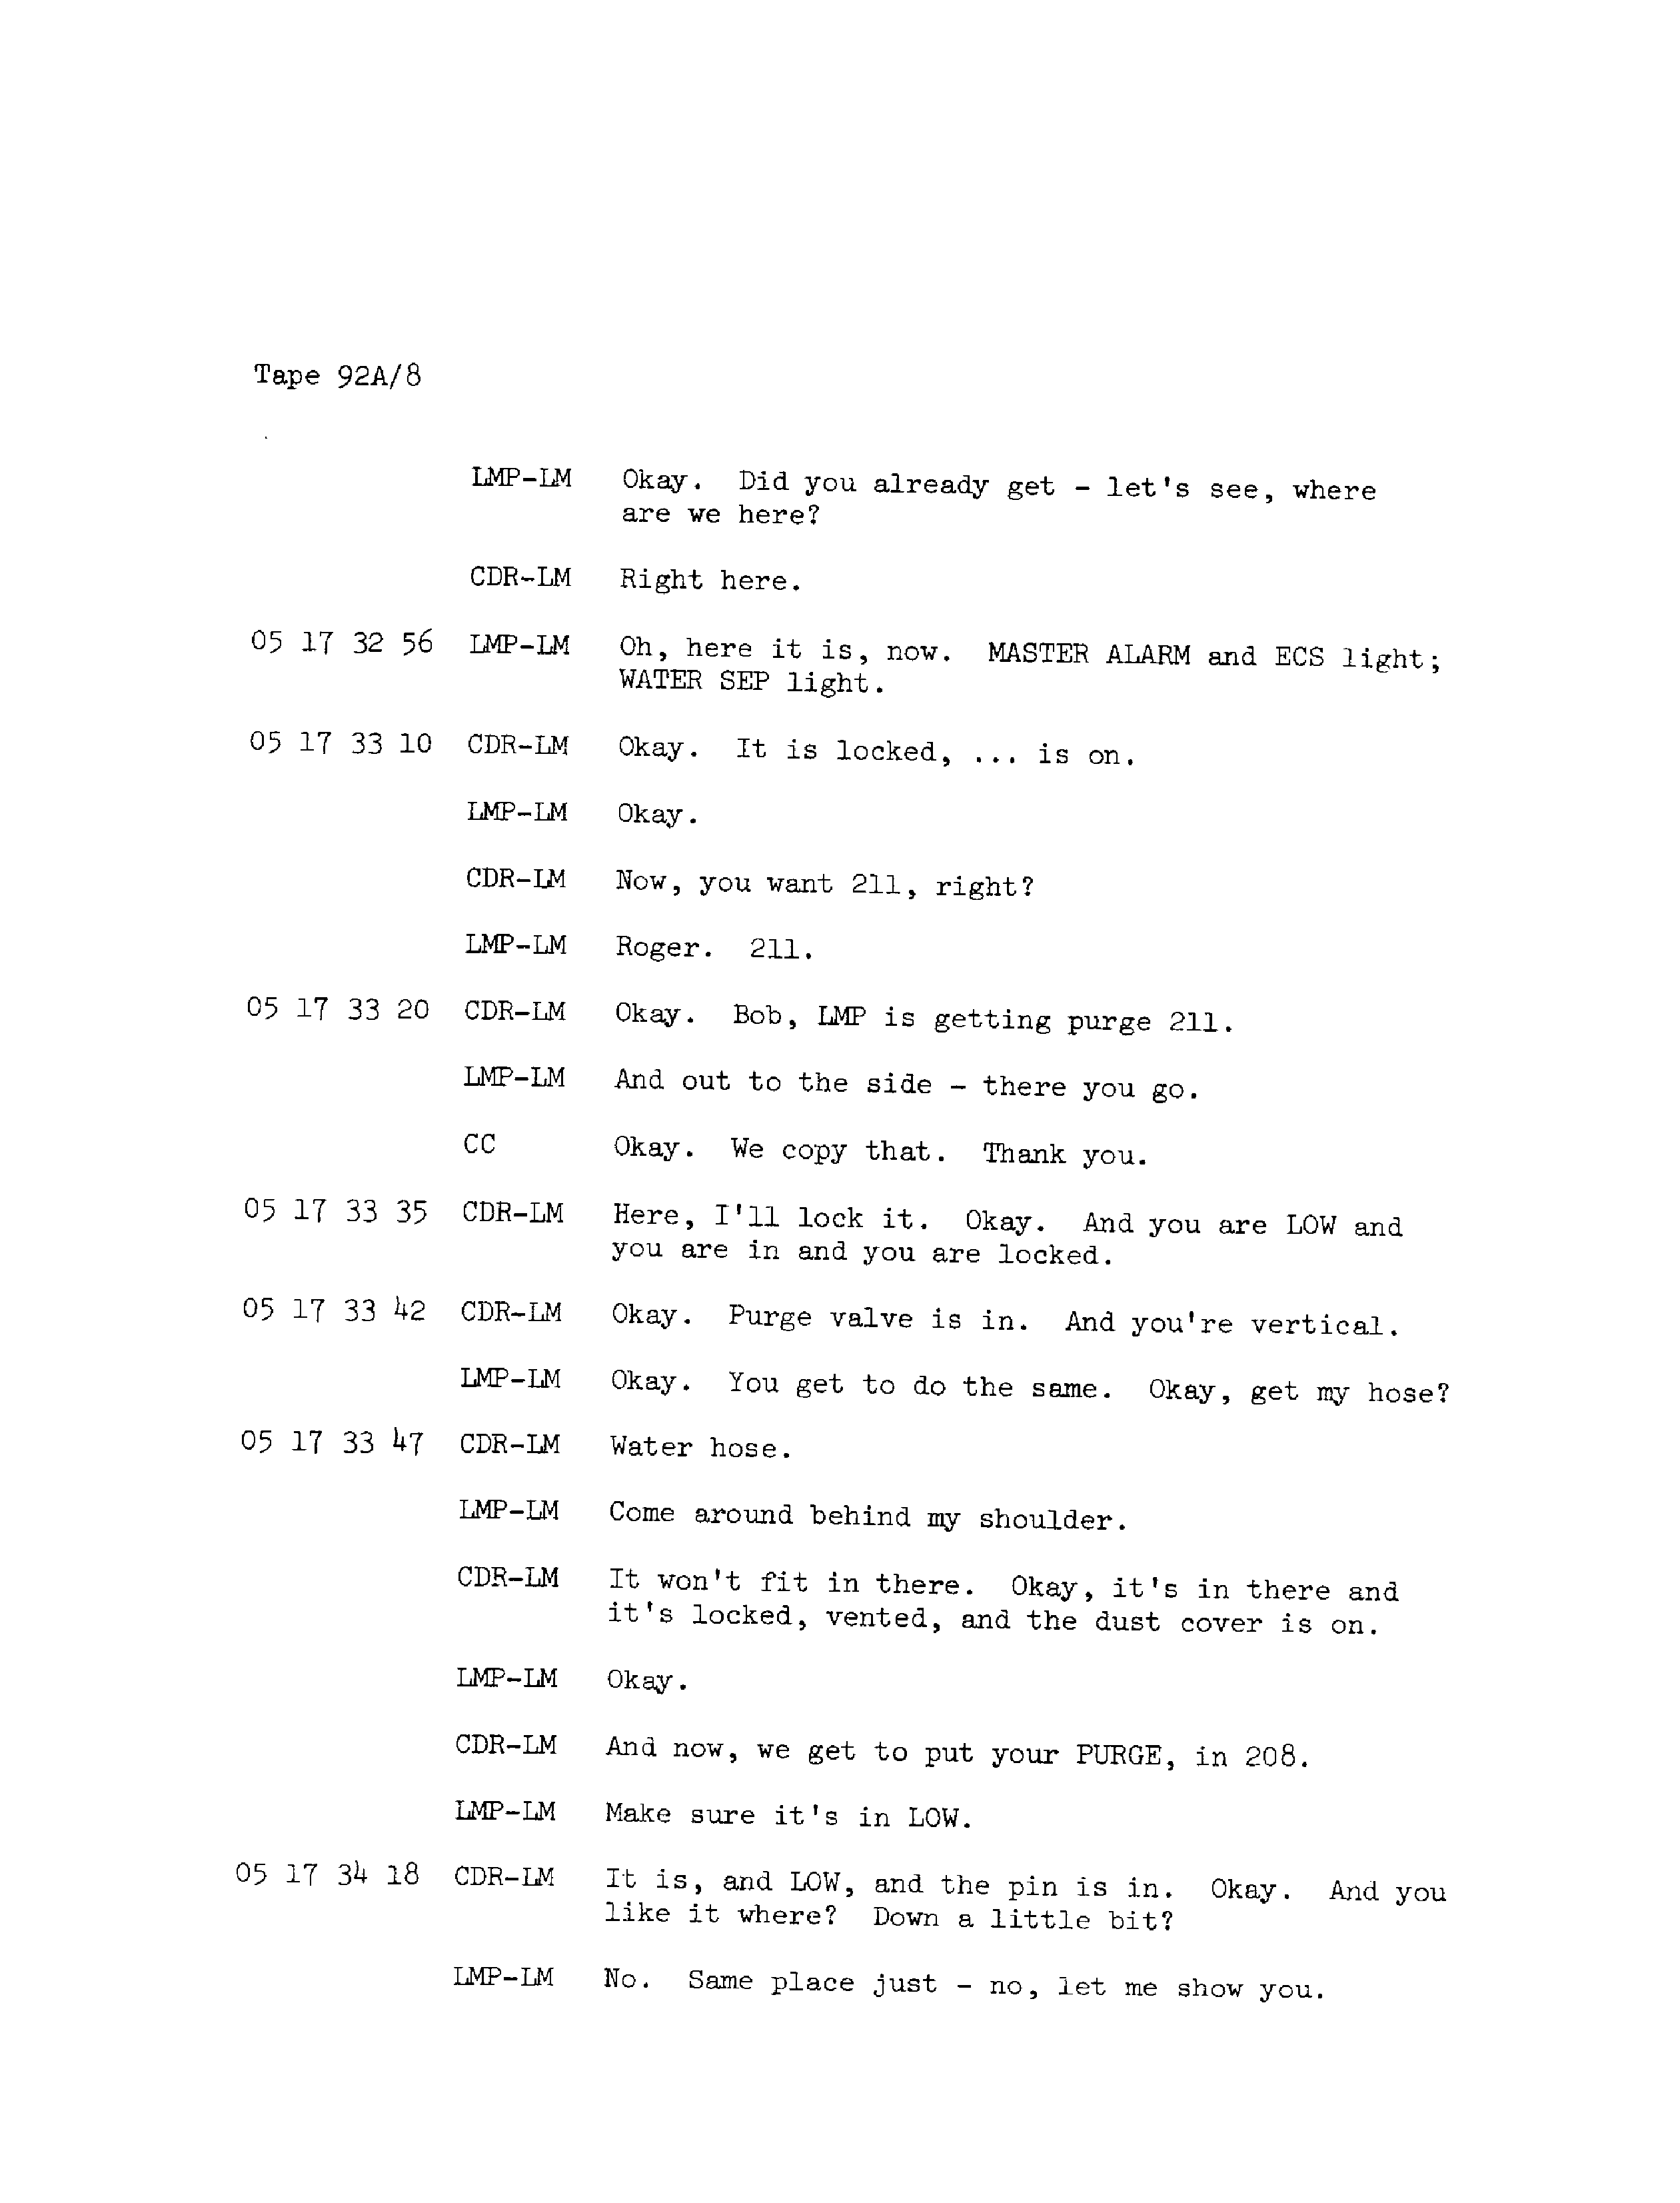 Tape 92A/8
LMP-LM Okay. Did you already get - let's see, where
are we here?
CDR-LM Right here.
05 17 32 56 LMP-LM Oh, here it is, now. MASTER ALARM and ECS light;
WATER SEP light.
05 17 33 10 CDR-LM Okay. It is locked, ... is on.
LMP-LM Okay.
CDR-LM Now, you want 211, right?
LMP-LM Roger. 211.
05 17 33 20 CDR-LM Okay. Bob, LMP is getting purge 211.
LMP-LM And out to the side - there you go.
CC Okay. We copy that. Thank you.
05 17 33 35 CDR-LM Here, I'll lock it. Okay. And you are LOW and
you are in and you are locked.
05 17 33 42 CDR-LM Okay. Purge valve is in. And you're vertical.
LMP-LM Okay. You get to do the same. Okay, get my hose?
05 17 33 47 CDR-LM Water hose.
LMP-LM Come around behind my shoulder.
CDR-LM It won't fit in there. Okay, it's in there and
it's locked, vented, and the dust cover is on.
LMP-LM Okay.
CDR-LM And now, we get to put your PURGE, in 208.
LMP-LM Make sure it's in LOW.
05 17 34 18 CDR-LM It is, and LOW, and the pin is in. Okay. And you
like it where? Down a little bit?
LMP-LM No. Same place just - no, let me show you.